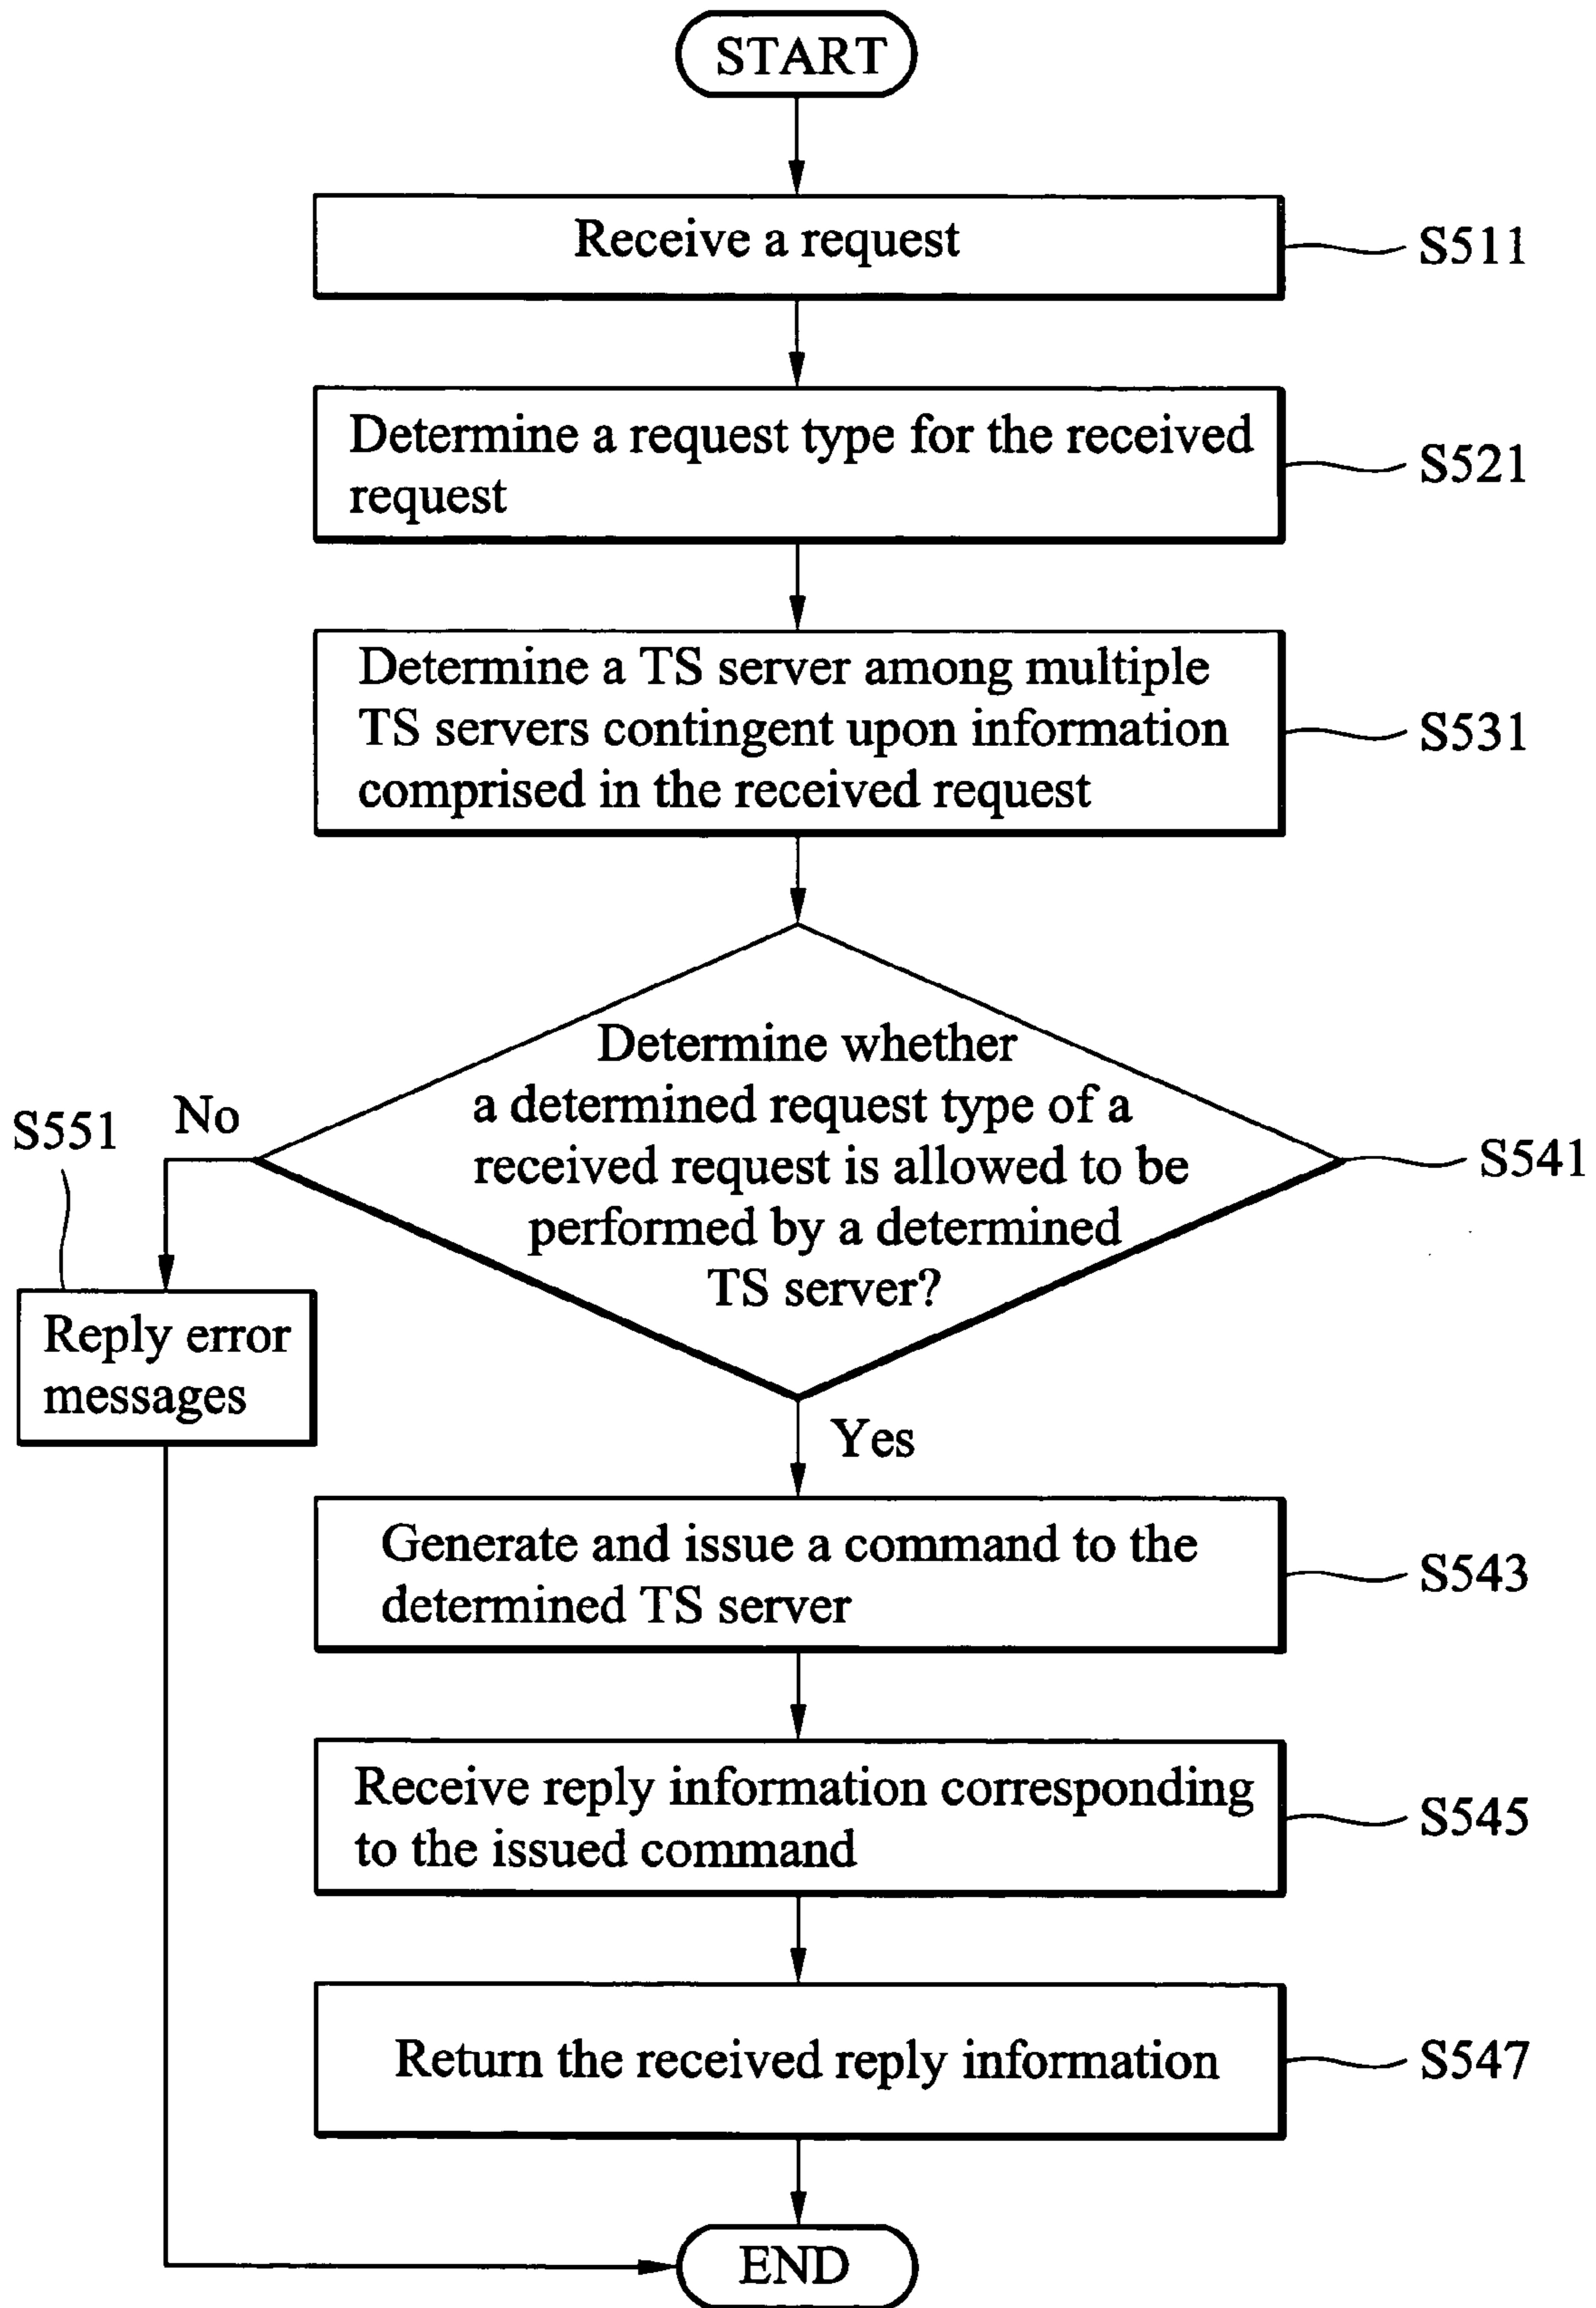 START
Receive a request
S511
Determine a request type for the received
request
S521
Determine a TS server among multiple
TS servers contingent upon information
comprised in the received request
S531
Determine whether
a determined request type of a
received request is allowed to be
performed by a determined
TS server?
S541
No
S551
Reply error
messages
Yes
Generate and issue a command to the
determined TS server
S543
Receive reply information corresponding
to the issued command
S545
Return the received reply information
S547
END